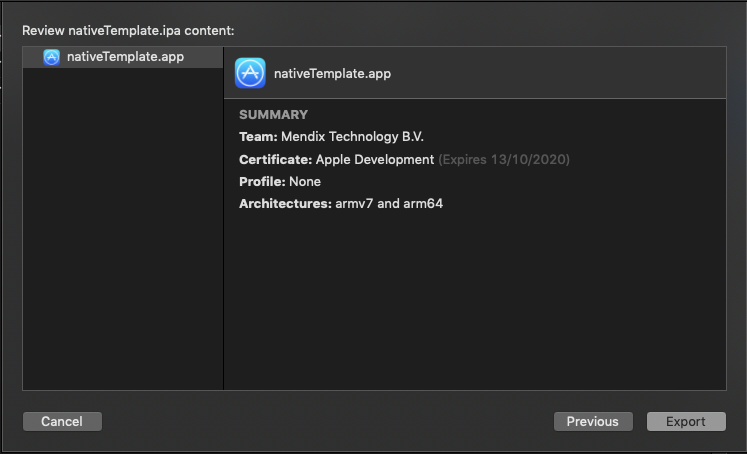 Review nativeTemplate.ipa content:
nativeTemplate.app
nativeTemplate.app
SUMMARY
Team: Mendix Technology B.V.
Certificate: Apple Development (Expires 13/10/2020)
Profile: None
Architectures: armv7 and arm64
Cancel
Previous
Export